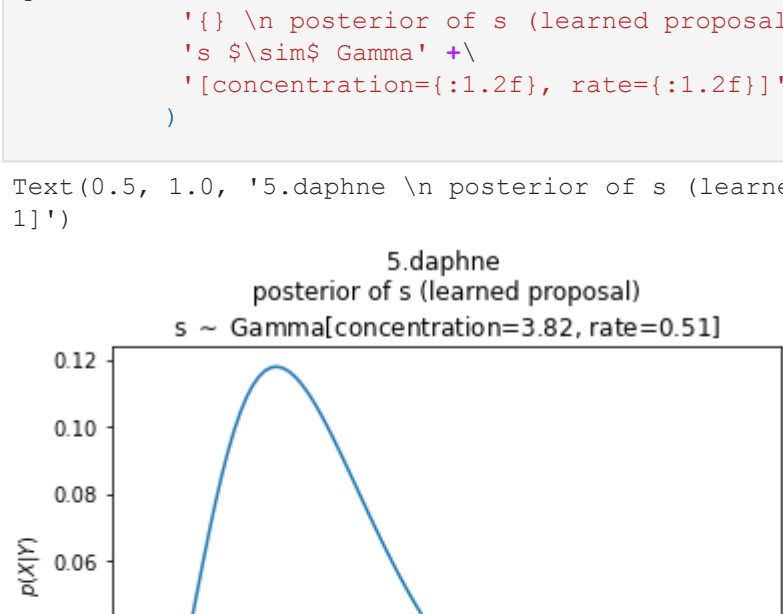 '{} \n posterior of s (learned proposal
's $\sim$ Gamma' +\
'[concentration={:1.2f}, rate={:1.2f}]'
)
Text(0.5, 1.0, '5.daphne \n posterior of s (learne
1]')
5.daphne
posterior of s (learned proposal)
s ~ Gamma[concentration=3.82, rate=0.51]
0.12
0.10
0.08
0.06
p(X|Y)